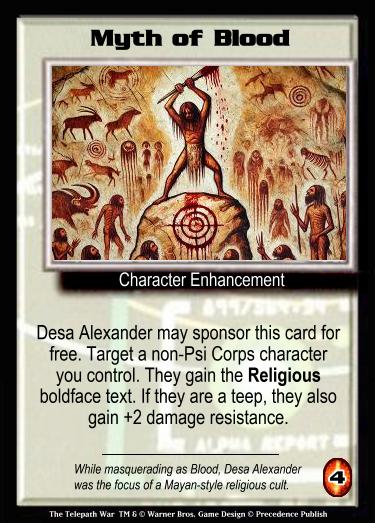 Myth of Blood
Character Enhancement
Desa Alexander may sponsor this card for
free. Target a non-Psi Corps character
you control. They gain the Religious
boldface text. If they are a teep, they also
gain +2 damage resistance.
While masquerading as Blood, Desa Alexander
was the focus of a Mayan-style religious cult.
4
The Telepath War TM & © Warner Bros. Game Design © Precedence Publish